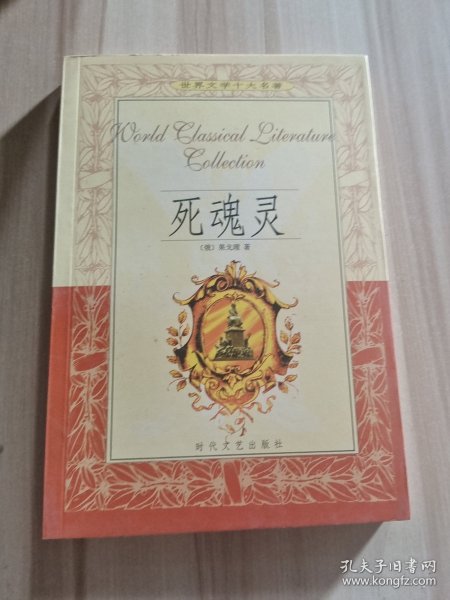 世界文学十大名著
World Classical Literature
Collection
死魂灵
（俄）果戈理 著
时代文艺出版社
孔夫子旧书网
www.kongfz.com